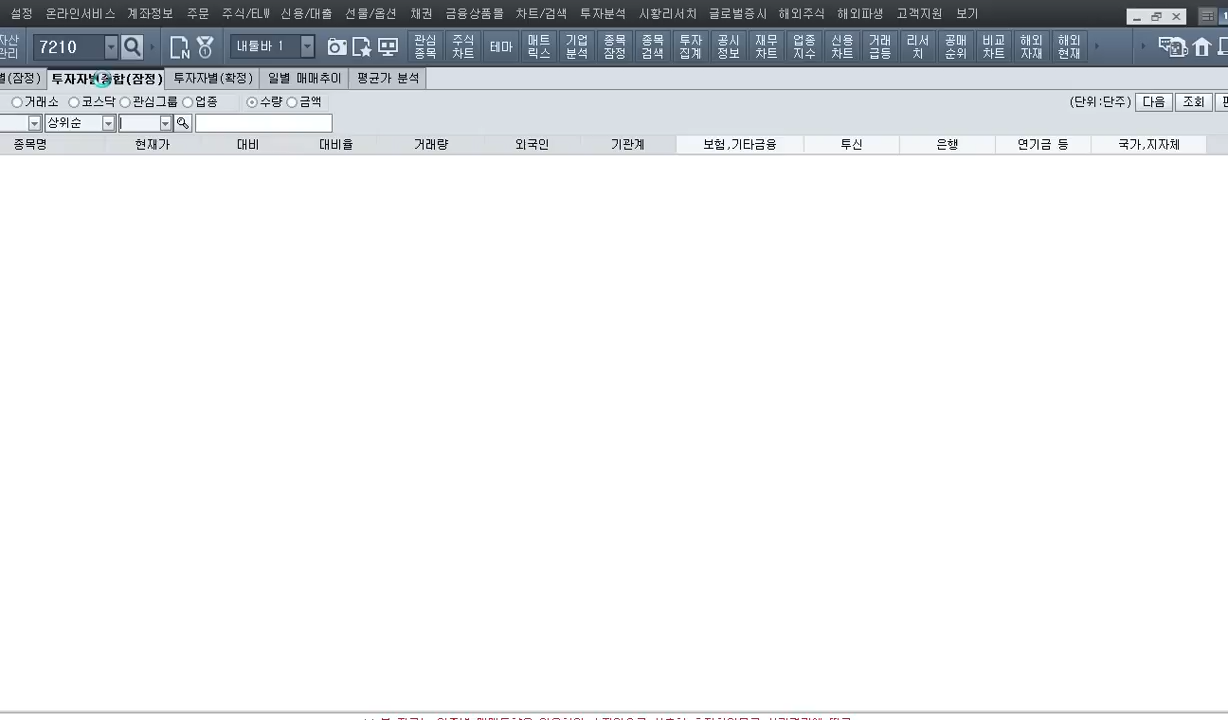 설정 온라인서비스 계좌정보 주문 주식/ELW 신용/대출 선물/옵션 채권 금융상품몰 차트/검색 투자분석 시황리서치 글로벌증시 해외주식 해외파생 고객지원 보기
자산관리 7210 내툴바 1 관심종목 주식차트 테마 매트릭스 기업분석 종목잠정 종목검색 투자집계 공시정보 재무차트 업종지수 신용차트 거래급등 리서치 공매순위 비교차트 해외자재 해외현재
별(잠정) 투자자별종합(잠정) 투자자별(확정) 일별 매매추이 평균가 분석
거래소 코스닥 관심그룹 업종 수량 금액 (단위:단주) 다음 조회
상위순
종목명 현재가 대비 대비율 거래량 외국인 기관계 보험,기타금융 투신 은행 연기금 등 국가,지자체